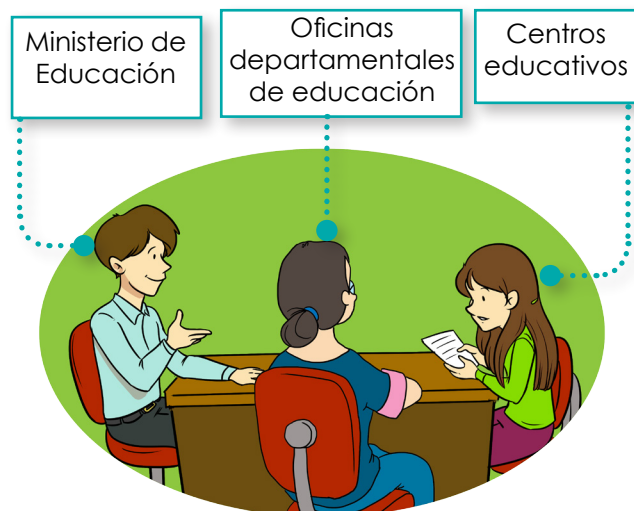 Ministerio de
Educación
Oficinas
departamentales
de educación
Centros
educativos